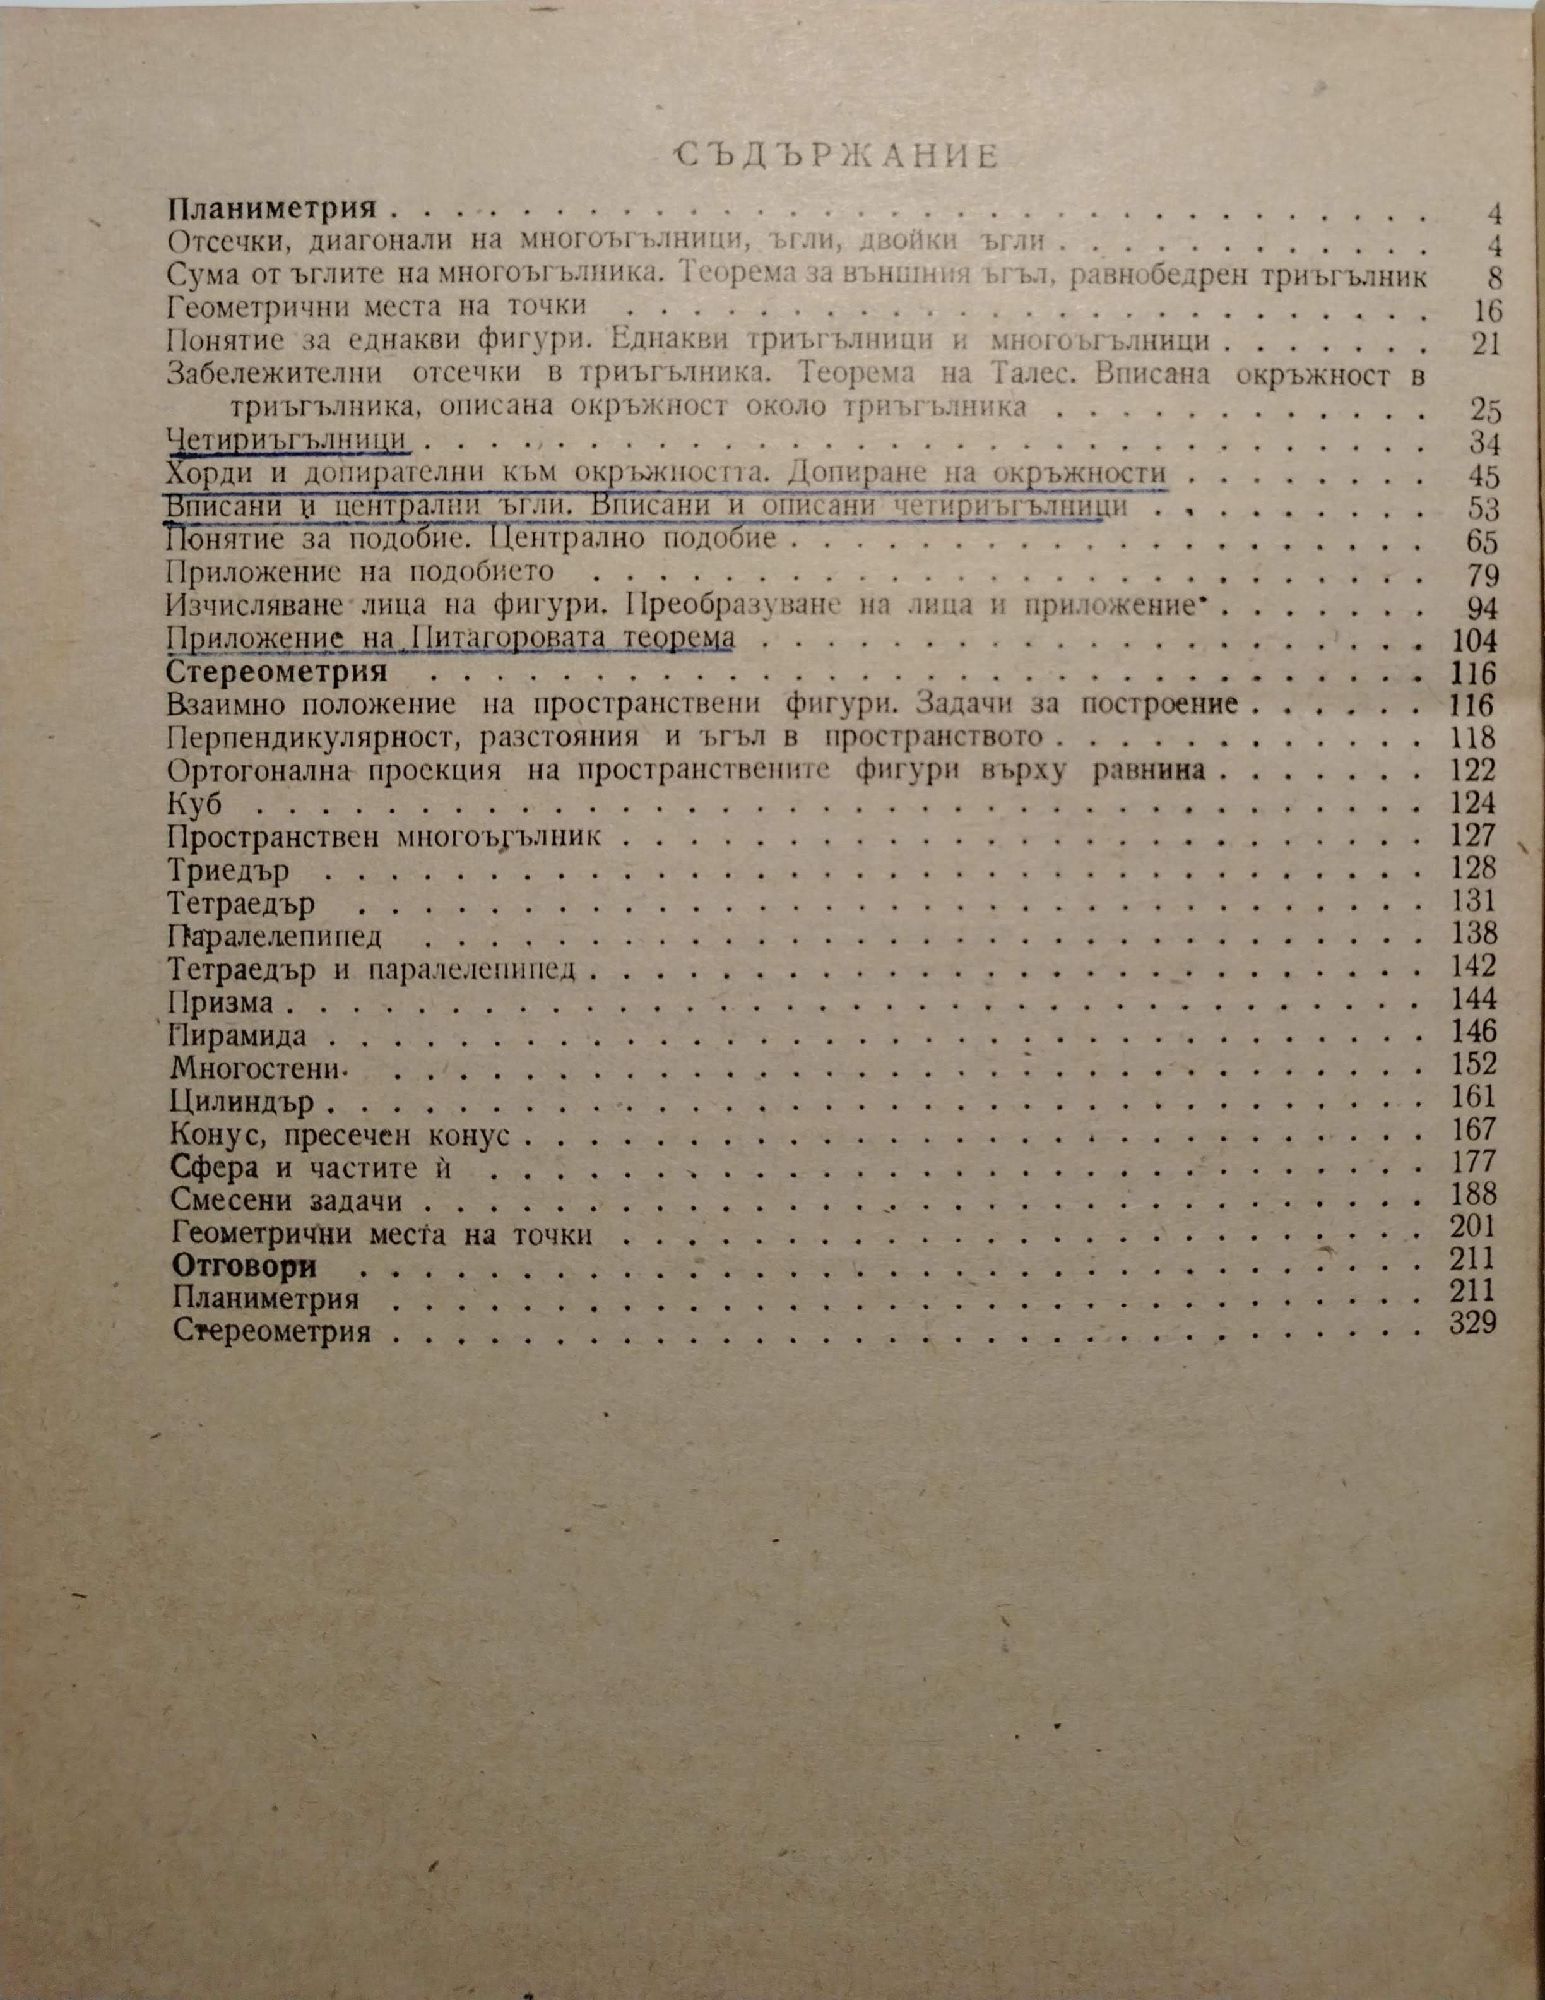 СЪДЪРЖАНИЕ
Планиметрия . . . . . . . . . . . . . . . . . . . . . . . . . . . . . . . . 4
Отсечки, диагонали на многоъгълници, ъгли, двойки ъгли . . . . . . . . . . . . 4
Сума от ъглите на многоъгълника. Теорема за външния ъгъл, равнобедрен триъгълник 8
Геометрични места на точки . . . . . . . . . . . . . . . . . . . . . . . . . 16
Понятие за еднакви фигури. Еднакви триъгълници и многоъгълници . . . . . . . 21
Забележителни отсечки в триъгълника. Теорема на Талес. Вписана окръжност в
триъгълника, описана окръжност около триъгълника . . . . . . . . . . . . 25
Четириъгълници . . . . . . . . . . . . . . . . . . . . . . . . . . . . . . . 34
Хорди и допирателни към окръжността. Допиране на окръжности . . . . . . . . 45
Вписани и централни ъгли. Вписани и описани четириъгълници . . . . . . . . . 53
Понятие за подобие. Централно подобие . . . . . . . . . . . . . . . . . . . . 65
Приложение на подобието . . . . . . . . . . . . . . . . . . . . . . . . . . 79
Изчисляване лица на фигури. Преобразуване на лица и приложение . . . . . . . 94
Приложение на Питагоровата теорема . . . . . . . . . . . . . . . . . . . . . 104
Стереометрия . . . . . . . . . . . . . . . . . . . . . . . . . . . . . . . 116
Взаимно положение на пространствени фигури. Задачи за построение . . . . . . 116
Перпендикулярност, разстояния и ъгъл в пространството . . . . . . . . . . . . 118
Ортогонална проекция на пространствените фигури върху равнина . . . . . . . 122
Куб . . . . . . . . . . . . . . . . . . . . . . . . . . . . . . . . . . . . 124
Пространствен многоъгълник . . . . . . . . . . . . . . . . . . . . . . . . . 127
Триедър . . . . . . . . . . . . . . . . . . . . . . . . . . . . . . . . . . 128
Тетраедър . . . . . . . . . . . . . . . . . . . . . . . . . . . . . . . . . 131
Паралелепипед . . . . . . . . . . . . . . . . . . . . . . . . . . . . . . . 138
Тетраедър и паралелепипед . . . . . . . . . . . . . . . . . . . . . . . . . . 142
Призма . . . . . . . . . . . . . . . . . . . . . . . . . . . . . . . . . . . 144
Пирамида . . . . . . . . . . . . . . . . . . . . . . . . . . . . . . . . . . 146
Многостени . . . . . . . . . . . . . . . . . . . . . . . . . . . . . . . . 152
Цилиндър . . . . . . . . . . . . . . . . . . . . . . . . . . . . . . . . . . 161
Конус, пресечен конус . . . . . . . . . . . . . . . . . . . . . . . . . . . . 167
Сфера и частите ѝ . . . . . . . . . . . . . . . . . . . . . . . . . . . . . 177
Смесени задачи . . . . . . . . . . . . . . . . . . . . . . . . . . . . . . . 188
Геометрични места на точки . . . . . . . . . . . . . . . . . . . . . . . . . 201
Отговори . . . . . . . . . . . . . . . . . . . . . . . . . . . . . . . . . 211
Планиметрия . . . . . . . . . . . . . . . . . . . . . . . . . . . . . . . . 211
Стереометрия . . . . . . . . . . . . . . . . . . . . . . . . . . . . . . . . 329